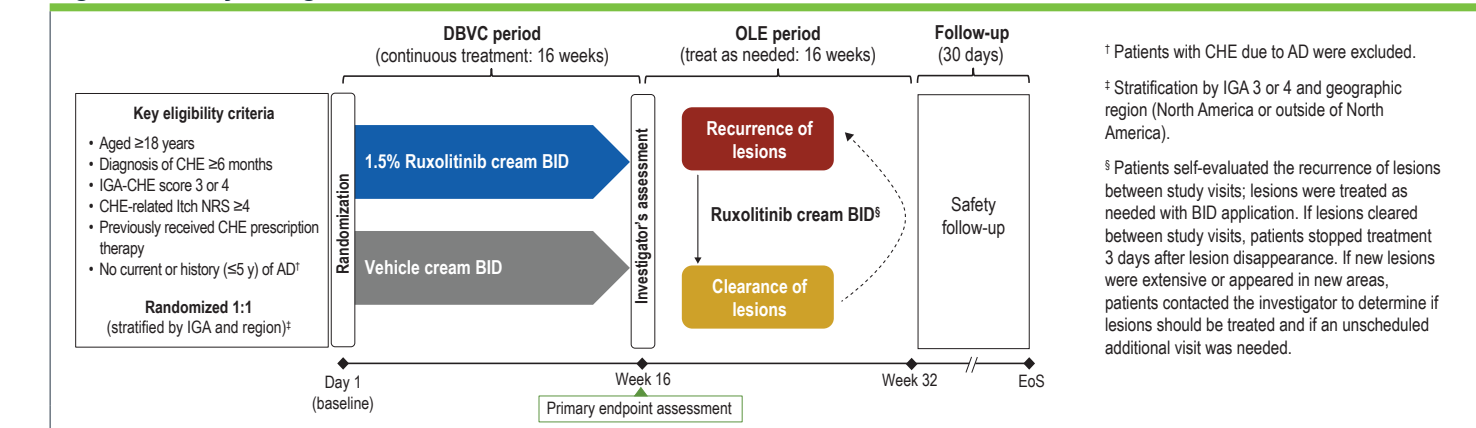 DBVC period
(continuous treatment: 16 weeks)
OLE period
(treat as needed: 16 weeks)
Follow-up
(30 days)
Key eligibility criteria
• Aged ≥18 years
• Diagnosis of CHE ≥6 months
• IGA-CHE score 3 or 4
• CHE-related Itch NRS ≥4
• Previously received CHE prescription
therapy
• No current or history (≤5 y) of AD†
Randomized 1:1
(stratified by IGA and region)‡
Randomization
1.5% Ruxolitinib cream BID
Vehicle cream BID
Investigator's assessment
Recurrence of
lesions
Ruxolitinib cream BID§
Clearance of
lesions
Safety
follow-up
Day 1
(baseline)
Week 16
Primary endpoint assessment
Week 32
EoS
† Patients with CHE due to AD were excluded.
‡ Stratification by IGA 3 or 4 and geographic
region (North America or outside of North
America).
§ Patients self-evaluated the recurrence of lesions
between study visits; lesions were treated as
needed with BID application. If lesions cleared
between study visits, patients stopped treatment
3 days after lesion disappearance. If new lesions
were extensive or appeared in new areas,
patients contacted the investigator to determine if
lesions should be treated and if an unscheduled
additional visit was needed.